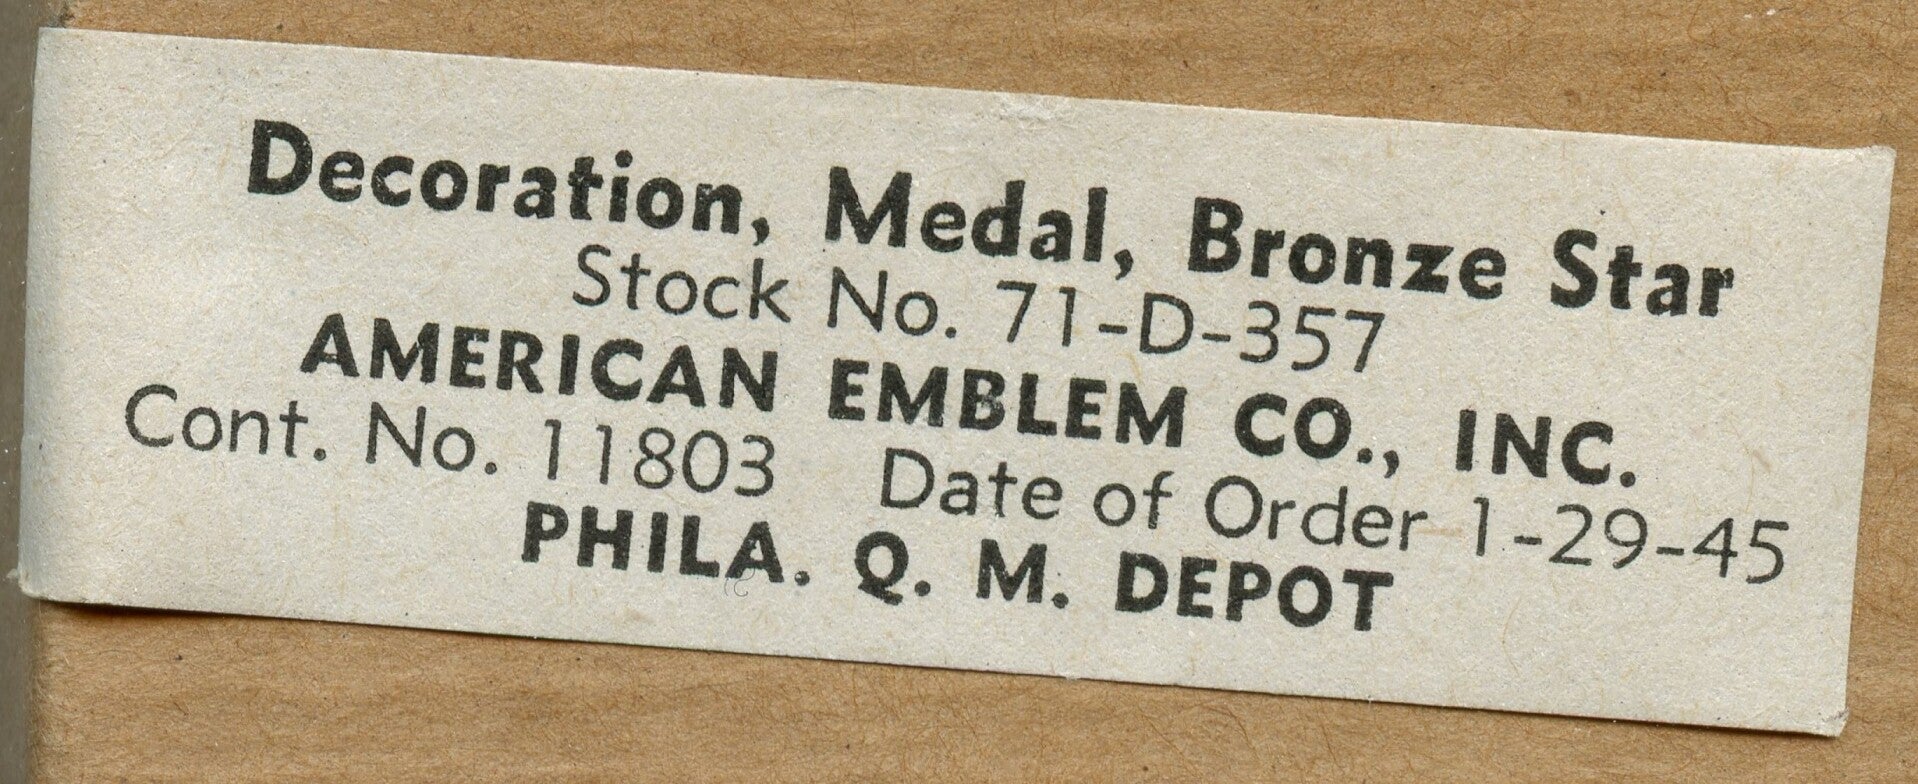 Decoration, Medal, Bronze Star
Stock No. 71-D-357
AMERICAN EMBLEM CO., INC.
Cont. No. 11803 Date of Order 1-29-45
PHILA. Q. M. DEPOT